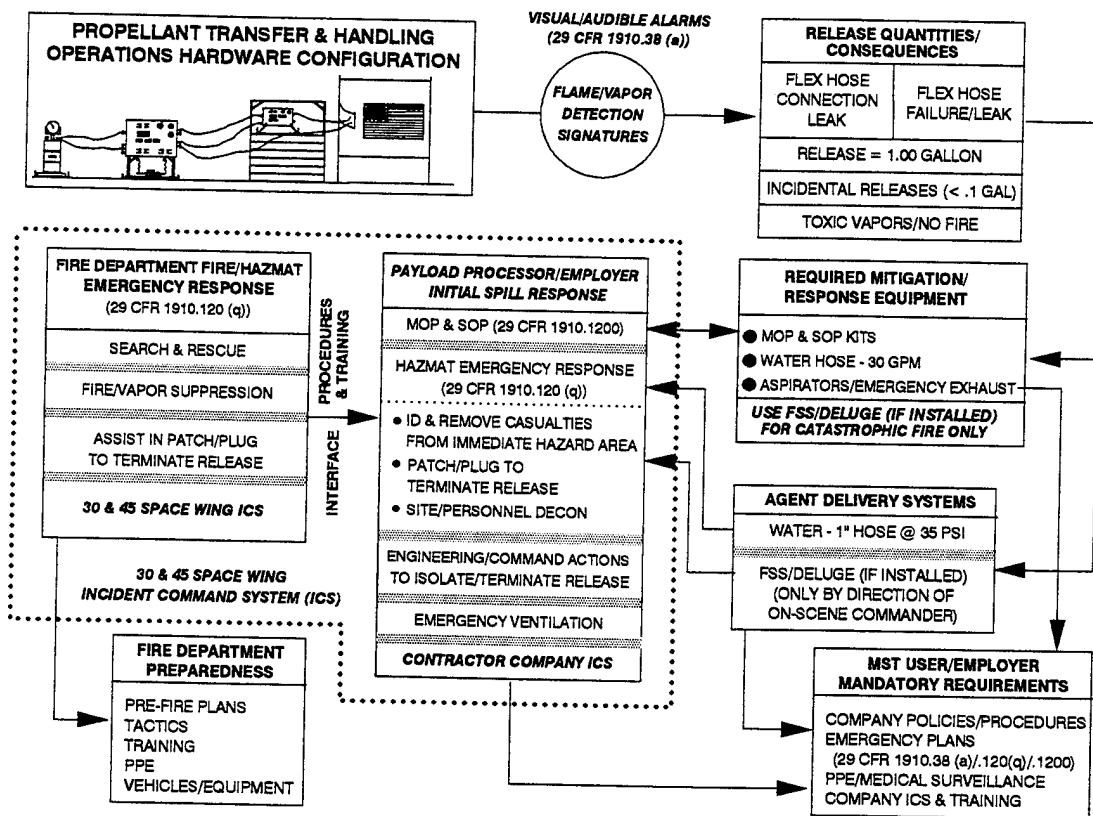 PROPELLANT TRANSFER & HANDLING
OPERATIONS HARDWARE CONFIGURATION
VISUAL/AUDIBLE ALARMS
(29 CFR 1910.38 (a))
FLAME/VAPOR
DETECTION
SIGNATURES
RELEASE QUANTITIES/
CONSEQUENCES
FLEX HOSE
CONNECTION
LEAK
FLEX HOSE
FAILURE/LEAK
RELEASE = 1.00 GALLON
INCIDENTAL RELEASES (< .1 GAL)
TOXIC VAPORS/NO FIRE
FIRE DEPARTMENT FIRE/HAZMAT
EMERGENCY RESPONSE
(29 CFR 1910.120 (q))
SEARCH & RESCUE
FIRE/VAPOR SUPPRESSION
ASSIST IN PATCH/PLUG
TO TERMINATE RELEASE
30 & 45 SPACE WING ICS
PROCEDURES
& TRAINING
INTERFACE
30 & 45 SPACE WING
INCIDENT COMMAND SYSTEM (ICS)
PAYLOAD PROCESSOR/EMPLOYER
INITIAL SPILL RESPONSE
MOP & SOP (29 CFR 1910.1200)
HAZMAT EMERGENCY RESPONSE
(29 CFR 1910.120 (q))
• ID & REMOVE CASUALTIES
FROM IMMEDIATE HAZARD AREA
• PATCH/PLUG TO
TERMINATE RELEASE
• SITE/PERSONNEL DECON
ENGINEERING/COMMAND ACTIONS
TO ISOLATE/TERMINATE RELEASE
EMERGENCY VENTILATION
CONTRACTOR COMPANY ICS
REQUIRED MITIGATION/
RESPONSE EQUIPMENT
● MOP & SOP KITS
● WATER HOSE - 30 GPM
● ASPIRATORS/EMERGENCY EXHAUST
USE FSS/DELUGE (IF INSTALLED)
FOR CATASTROPHIC FIRE ONLY
AGENT DELIVERY SYSTEMS
WATER - 1" HOSE @ 35 PSI
FSS/DELUGE (IF INSTALLED)
(ONLY BY DIRECTION OF
ON-SCENE COMMANDER)
FIRE DEPARTMENT
PREPAREDNESS
PRE-FIRE PLANS
TACTICS
TRAINING
PPE
VEHICLES/EQUIPMENT
MST USER/EMPLOYER
MANDATORY REQUIREMENTS
COMPANY POLICIES/PROCEDURES
EMERGENCY PLANS
(29 CFR 1910.38 (a)/.120(q)/.1200)
PPE/MEDICAL SURVEILLANCE
COMPANY ICS & TRAINING